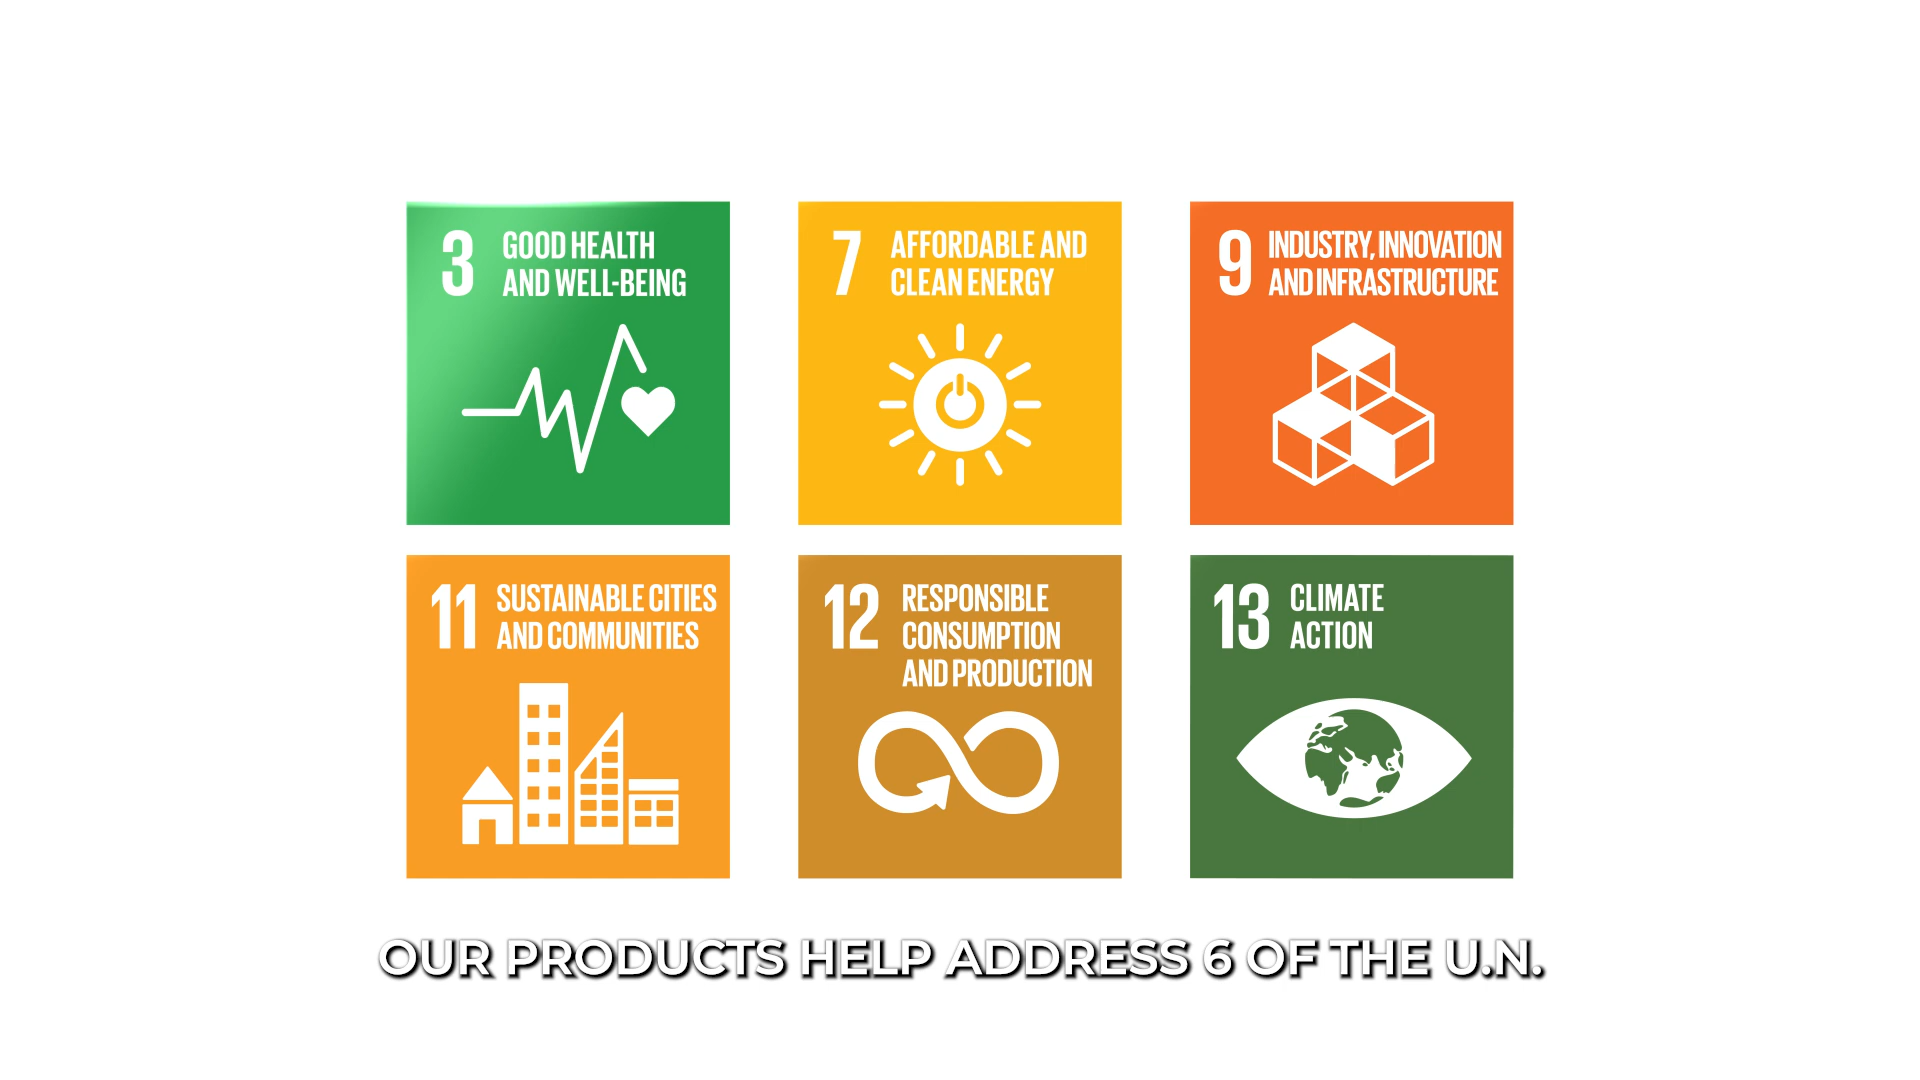 3 GOOD HEALTH
AND WELL-BEING
7 AFFORDABLE AND
CLEAN ENERGY
9 INDUSTRY, INNOVATION
AND INFRASTRUCTURE
11 SUSTAINABLE CITIES
AND COMMUNITIES
12 RESPONSIBLE
CONSUMPTION
AND PRODUCTION
13 CLIMATE
ACTION
OUR PRODUCTS HELP ADDRESS 6 OF THE U.N.